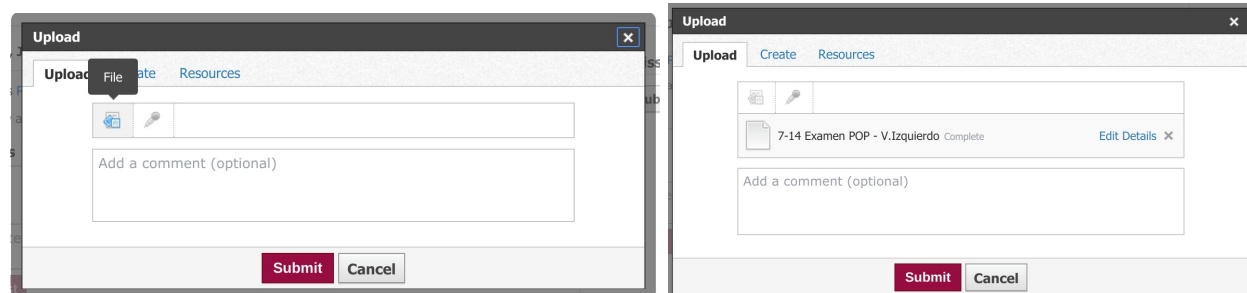 Upload
Upload
File
ate
Resources
Add a comment (optional)
Submit
Cancel
Upload
Upload
Create
Resources
7-14 Examen POP - V.Izquierdo Complete
Edit Details
Add a comment (optional)
Submit
Cancel